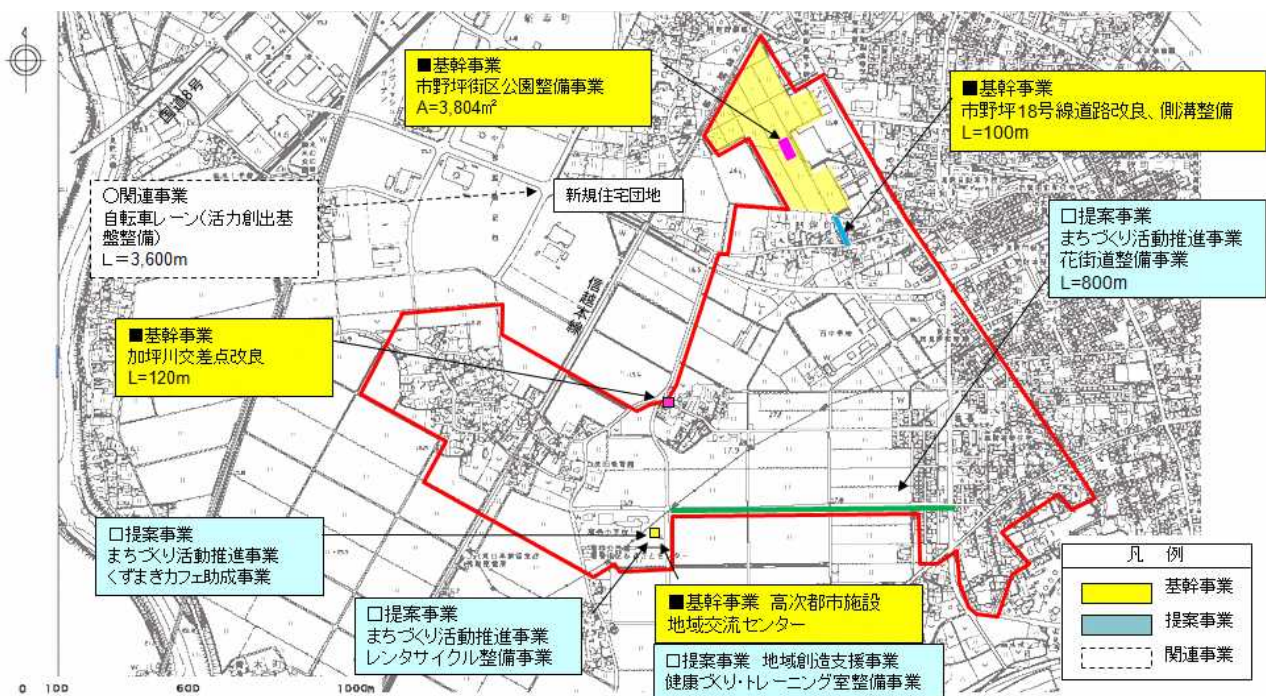 ■基幹事業
市野坪街区公園整備事業
A=3,804㎡
■基幹事業
市野坪18号線道路改良、側溝整備
L=100m
国道8号
○関連事業
自転車レーン(活力創出基
盤整備)
L=3,600m
新規住宅団地
□提案事業
まちづくり活動推進事業
花街道整備事業
L=800m
信越本線
■基幹事業
加坪川交差点改良
L=120m
□提案事業
まちづくり活動推進事業
くずまきカフェ助成事業
□提案事業
まちづくり活動推進事業
レンタサイクル整備事業
■基幹事業 高次都市施設
地域交流センター
□提案事業 地域創造支援事業
健康づくり・トレーニング室整備事業
凡 例
基幹事業
提案事業
関連事業
0 100 600 1000m